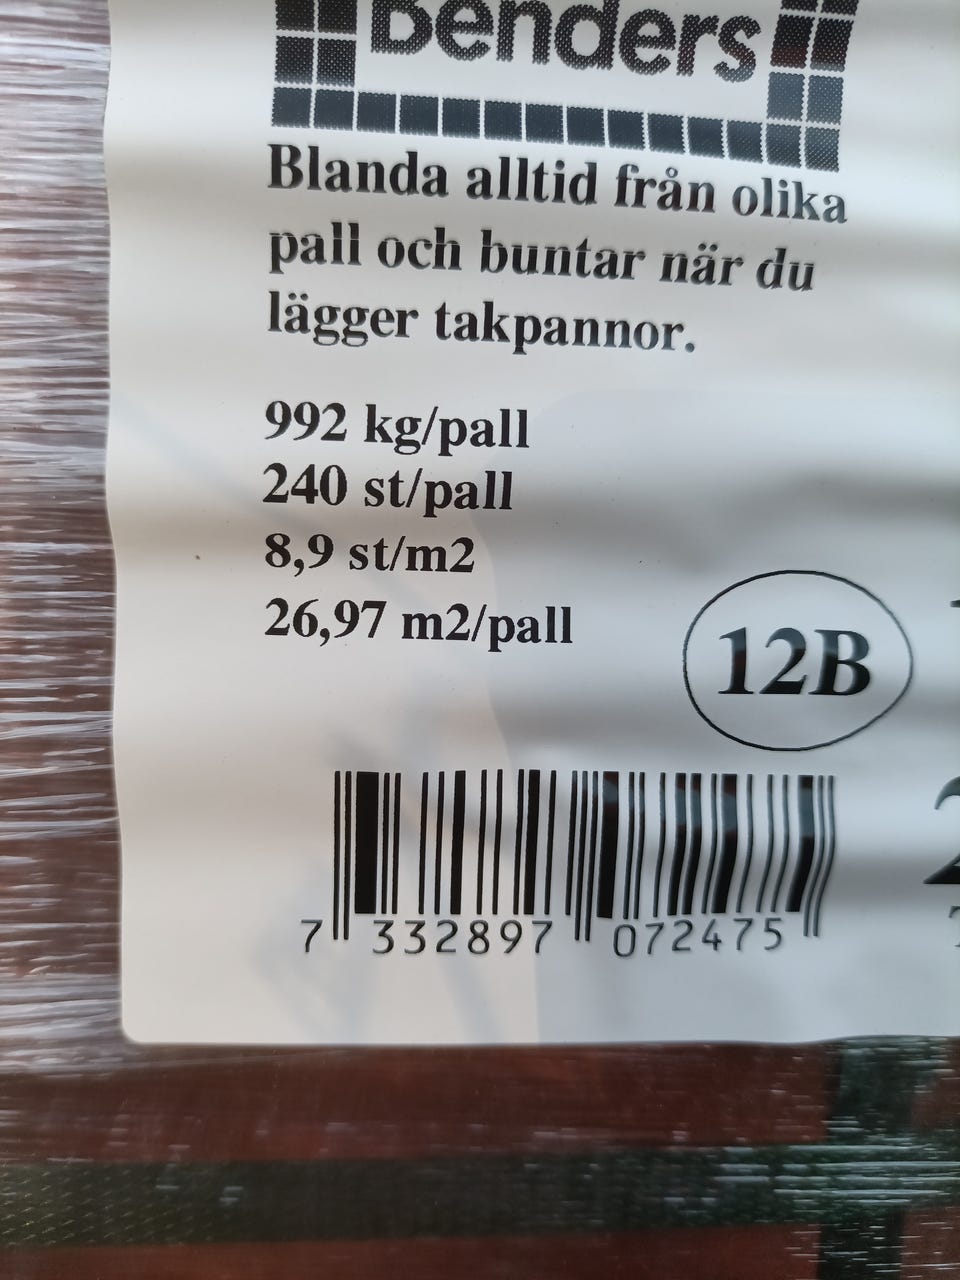 Benders
Blanda alltid från olika
pall och buntar när du
lägger takpannor.
992 kg/pall
240 st/pall
8,9 st/m2
26,97 m2/pall
12B
7 332897 072475